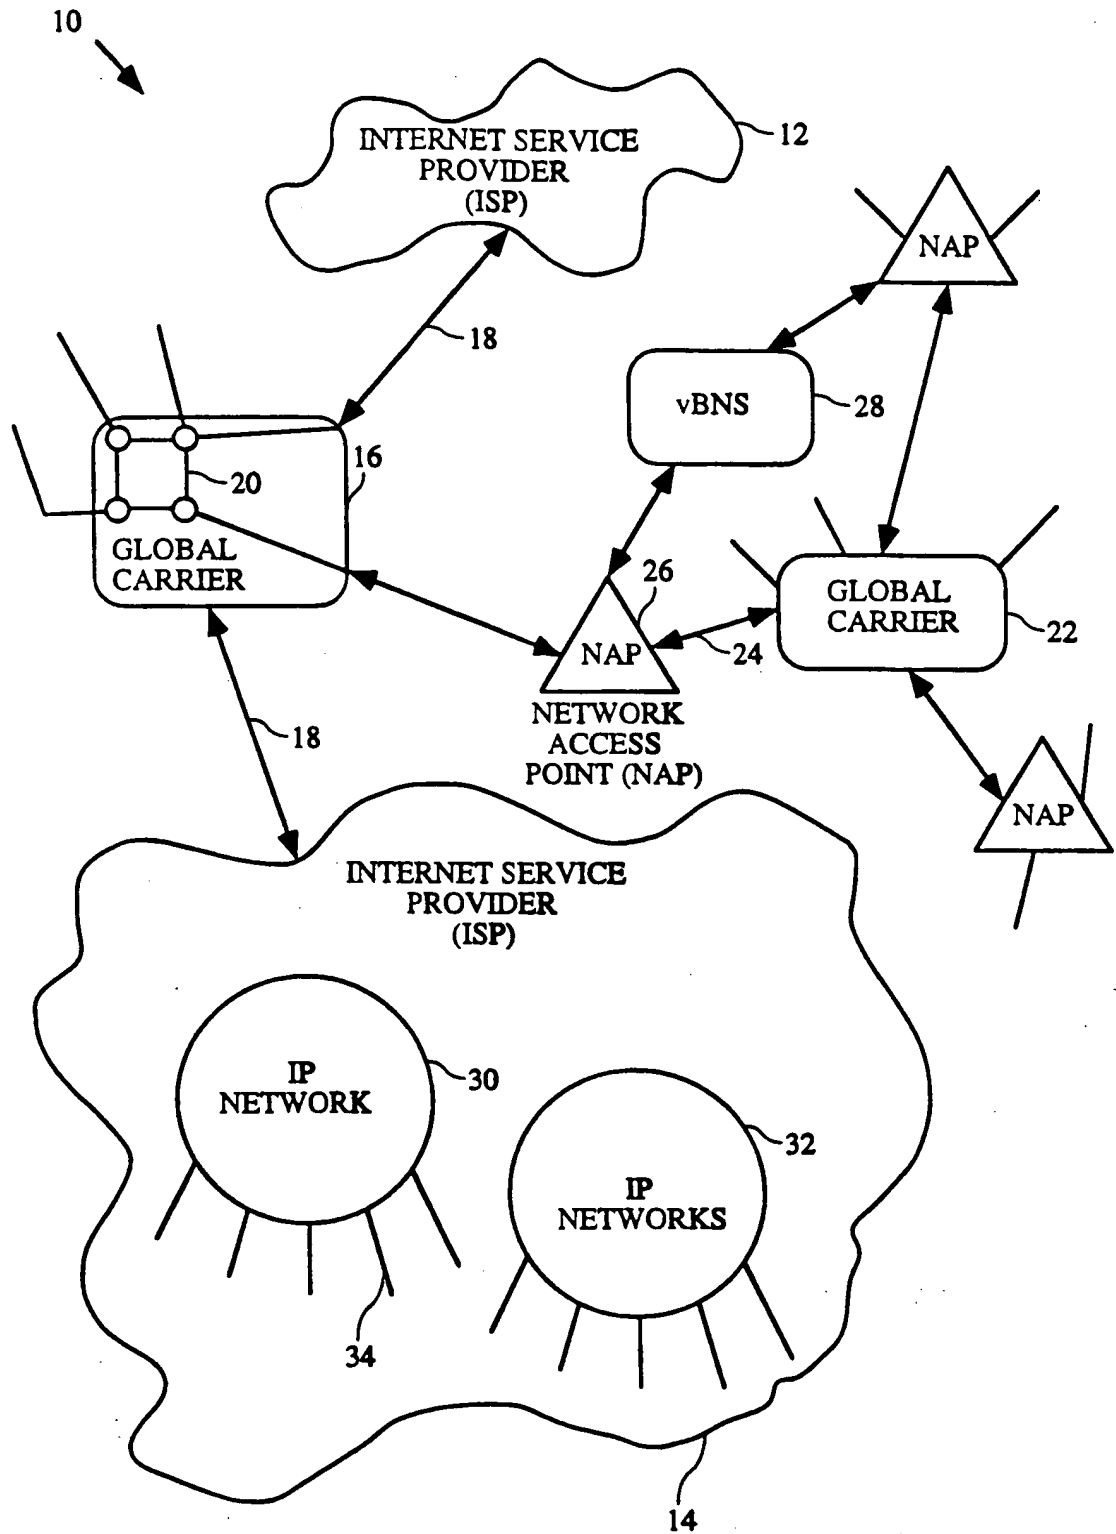 10
INTERNET SERVICE
PROVIDER
(ISP)
12
NAP
18
vBNS
28
16
20
GLOBAL
CARRIER
26
NAP
24
GLOBAL
CARRIER
22
NETWORK
ACCESS
POINT (NAP)
18
NAP
INTERNET SERVICE
PROVIDER
(ISP)
IP
NETWORK
30
32
IP
NETWORKS
34
14